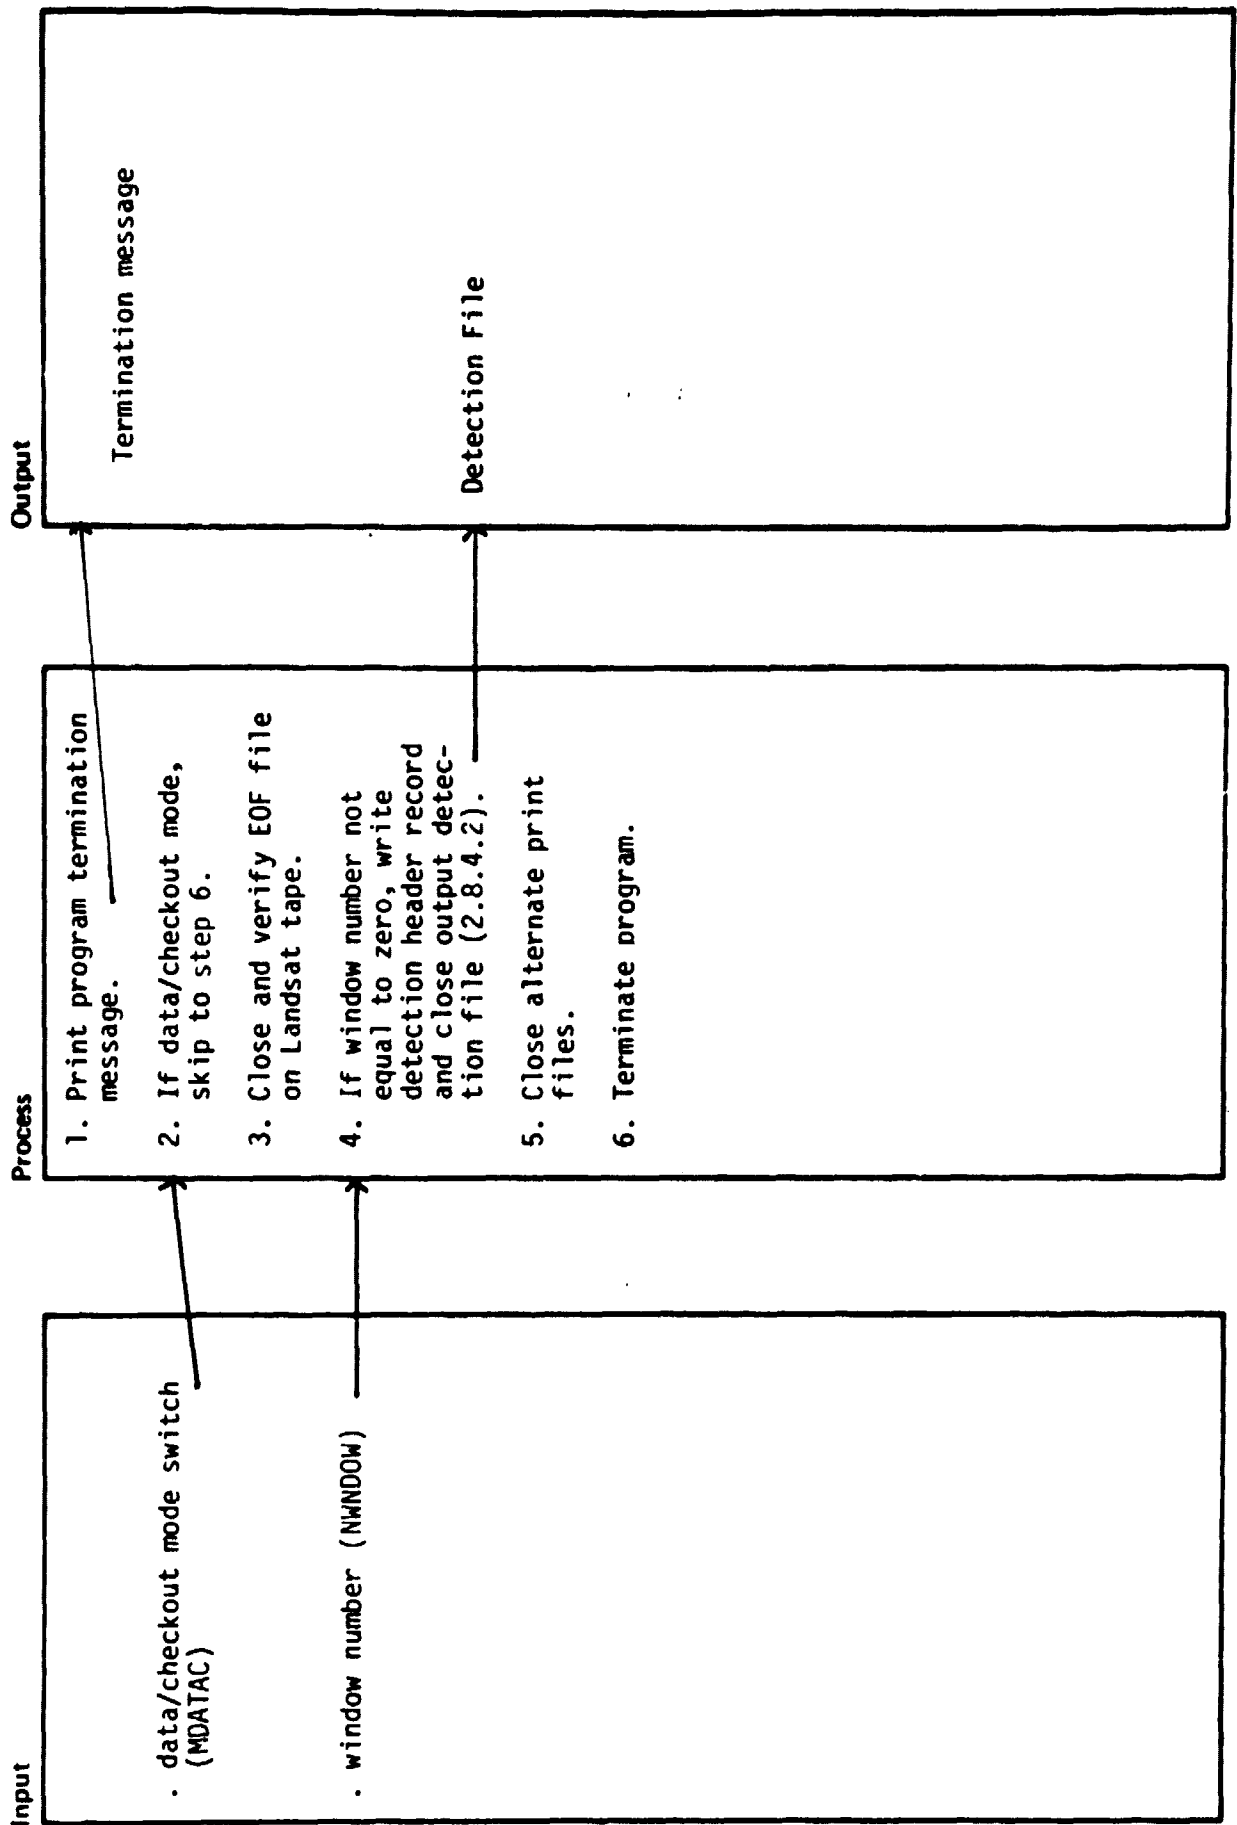 Input
. data/checkout mode switch
(MDATAC)
. window number (NWNDOW)
Process
1. Print program termination
message.
2. If data/checkout mode,
skip to step 6.
3. Close and verify EOF file
on Landsat tape.
4. If window number not
equal to zero, write
detection header record
and close output detec-
tion file (2.8.4.2).
5. Close alternate print
files.
6. Terminate program.
Output
Termination message
Detection File